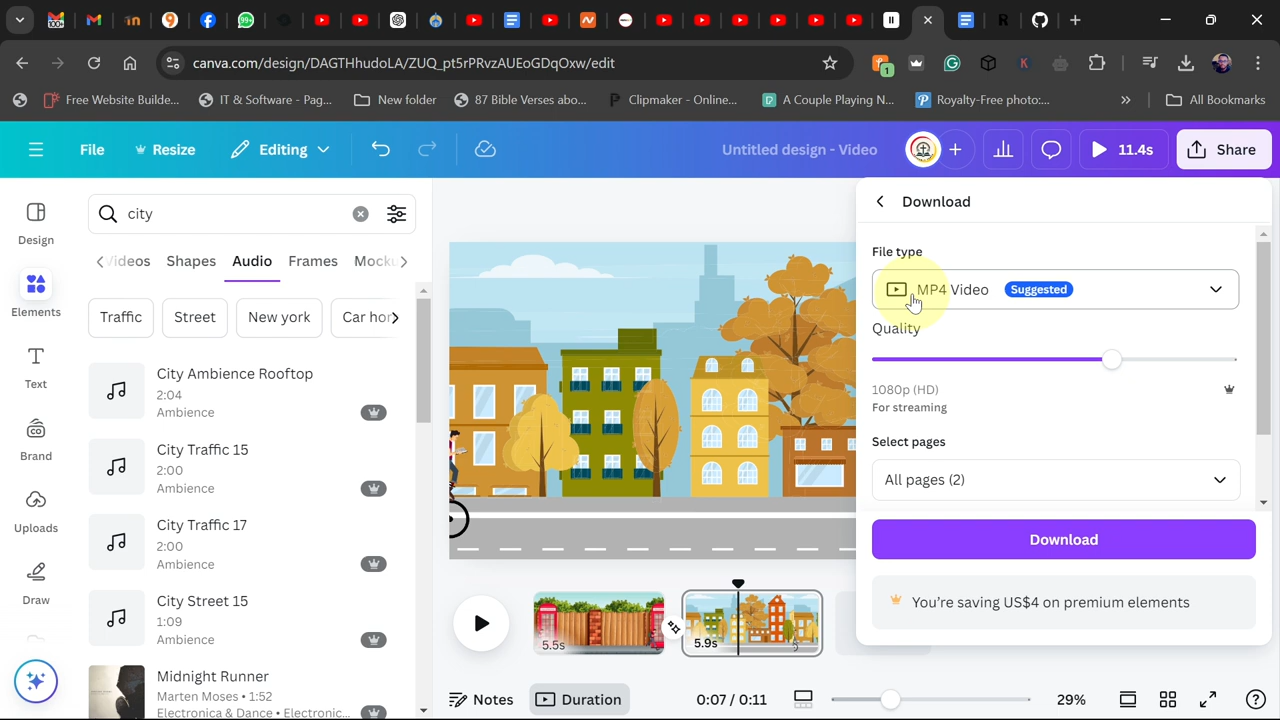 canva.com/design/DAGTHhudoLA/ZUQ_pt5rPRvzAUEoGDqOxw/edit
1
Free Website Builde...
IT & Software - Pag...
New folder
87 Bible Verses abo...
Clipmaker - Online...
A Couple Playing N...
Royalty-Free photo:...
»
All Bookmarks
File
Resize
Editing
Untitled design - Video
11.4s
Share
Design
Elements
Text
Brand
Uploads
Draw
city
Videos
Shapes
Audio
Frames
Mocku
Traffic
Street
New york
Car hor
City Ambience Rooftop
2:04
Ambience
City Traffic 15
2:00
Ambience
City Traffic 17
2:00
Ambience
City Street 15
1:09
Ambience
Midnight Runner
Marten Moses • 1:52
Electronica & Dance • Electronic...
Download
File type
MP4 Video Suggested
Quality
1080p (HD)
For streaming
Select pages
All pages (2)
Download
You're saving US$4 on premium elements
5.5s
5.9s
Notes
Duration
0:07 / 0:11
29%